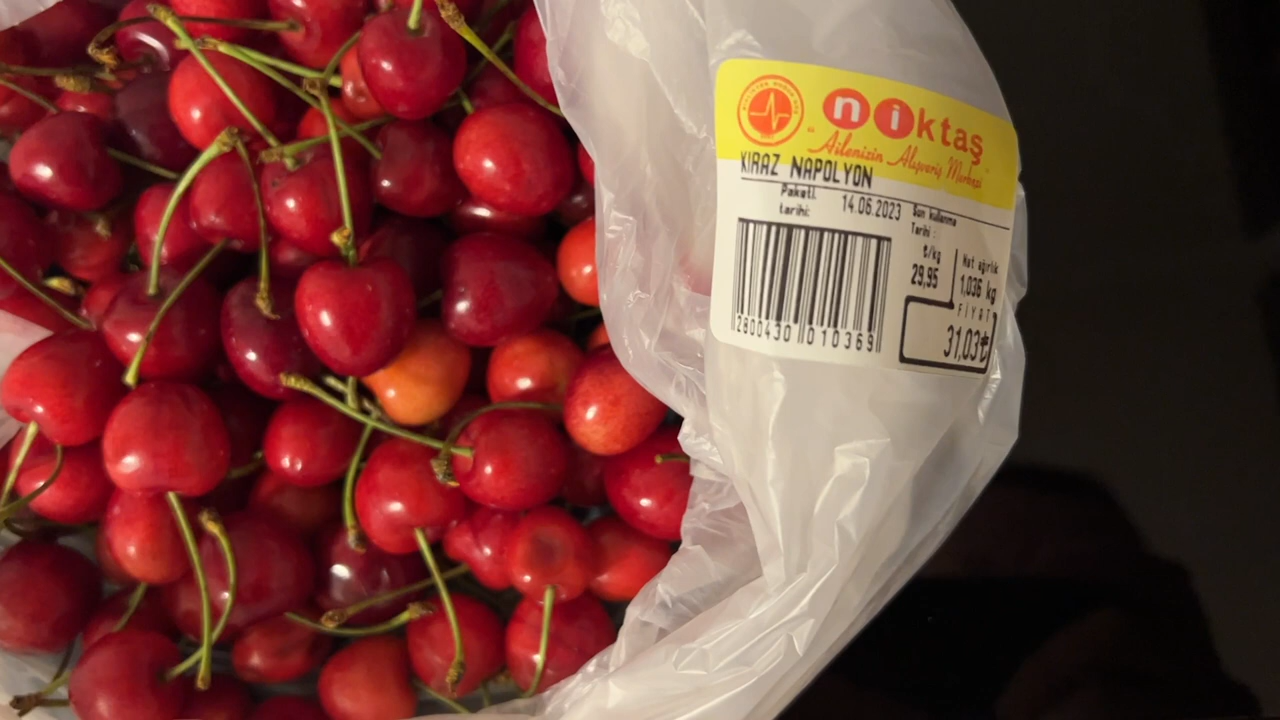 niktaş
"Ailenizin Alışveriş Merkezi"
KIRAZ NAPOLYON
Paketl. tarihi: 14.06.2023
Son kullanma Tarihi :
₺/kg
29,95
Net ağırlık
1,036 kg
FİYAT
31,03₺
2800430 010369